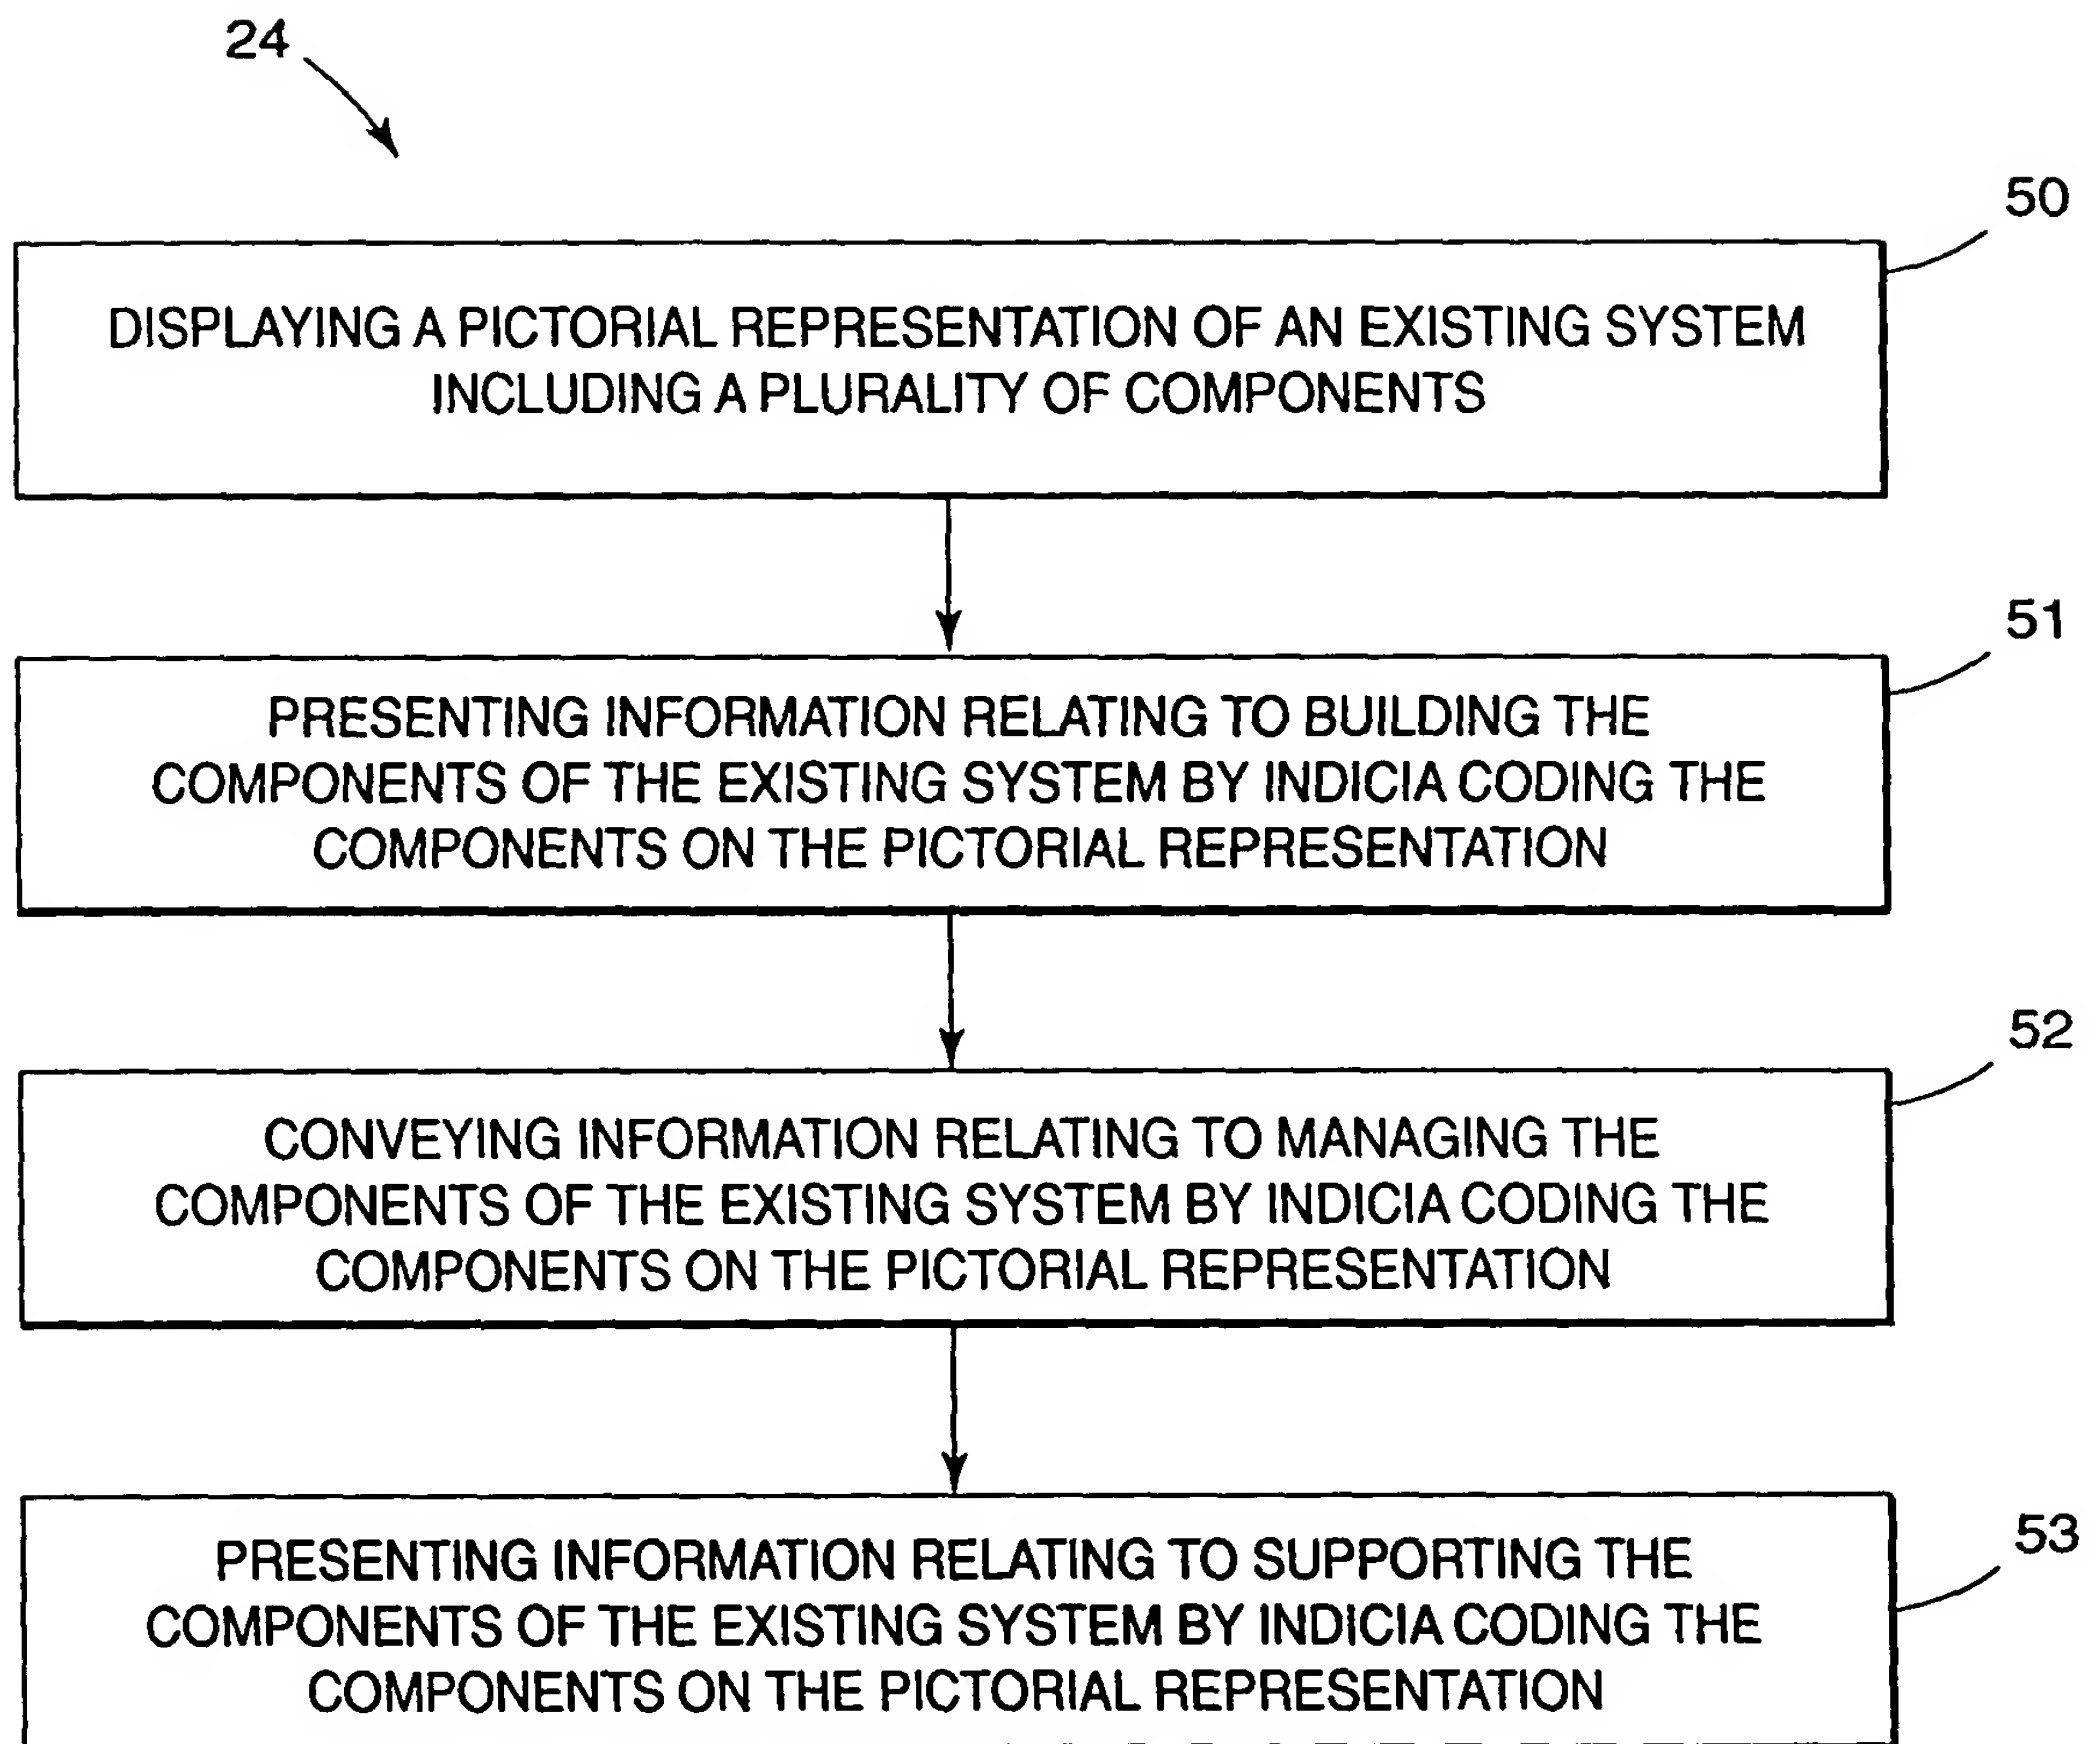 24
50
DISPLAYING A PICTORIAL REPRESENTATION OF AN EXISTING SYSTEM
INCLUDING A PLURALITY OF COMPONENTS
51
PRESENTING INFORMATION RELATING TO BUILDING THE
COMPONENTS OF THE EXISTING SYSTEM BY INDICIA CODING THE
COMPONENTS ON THE PICTORIAL REPRESENTATION
52
CONVEYING INFORMATION RELATING TO MANAGING THE
COMPONENTS OF THE EXISTING SYSTEM BY INDICIA CODING THE
COMPONENTS ON THE PICTORIAL REPRESENTATION
53
PRESENTING INFORMATION RELATING TO SUPPORTING THE
COMPONENTS OF THE EXISTING SYSTEM BY INDICIA CODING THE
COMPONENTS ON THE PICTORIAL REPRESENTATION